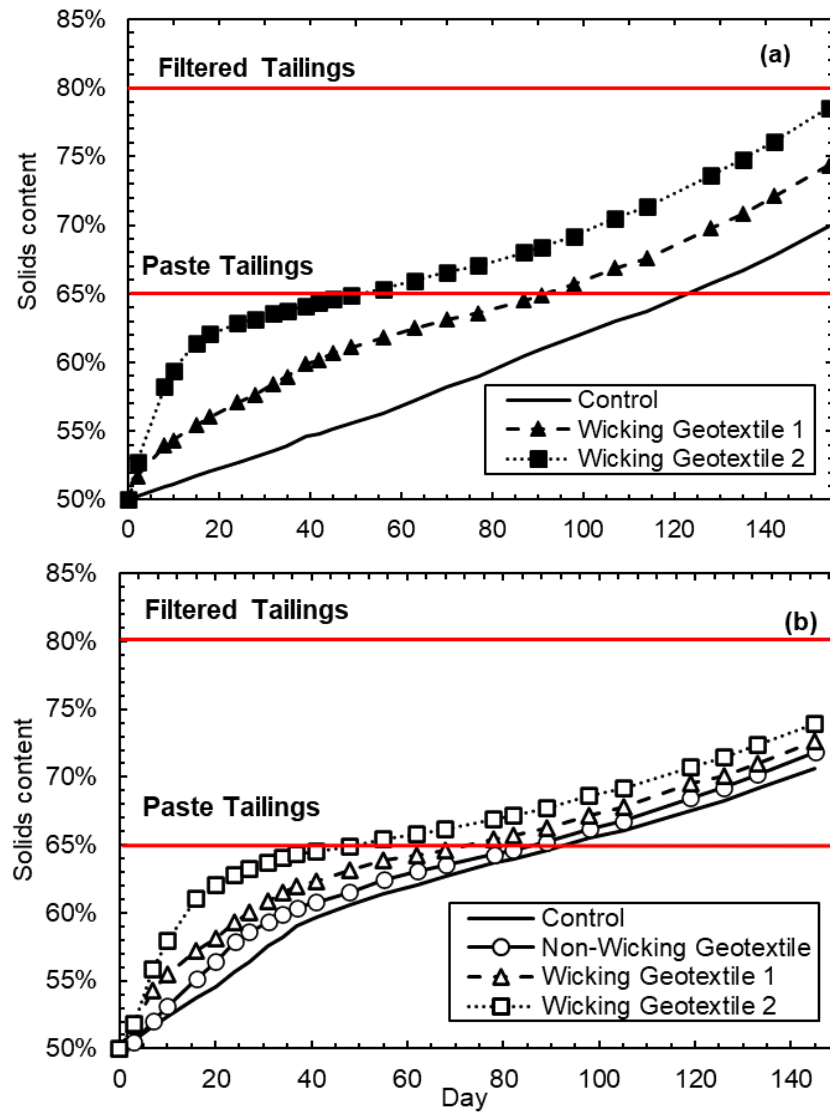 85%
Filtered Tailings
(a)
80%
75%
70%
Paste Tailings
65%
60%
55%
50%
Solids content
Control
Wicking Geotextile 1
Wicking Geotextile 2
0 20 40 60 80 100 120 140
85%
Filtered Tailings
(b)
80%
75%
70%
Paste Tailings
65%
60%
55%
50%
Solids content
Control
Non-Wicking Geotextile
Wicking Geotextile 1
Wicking Geotextile 2
0 20 40 60 80 100 120 140
Day